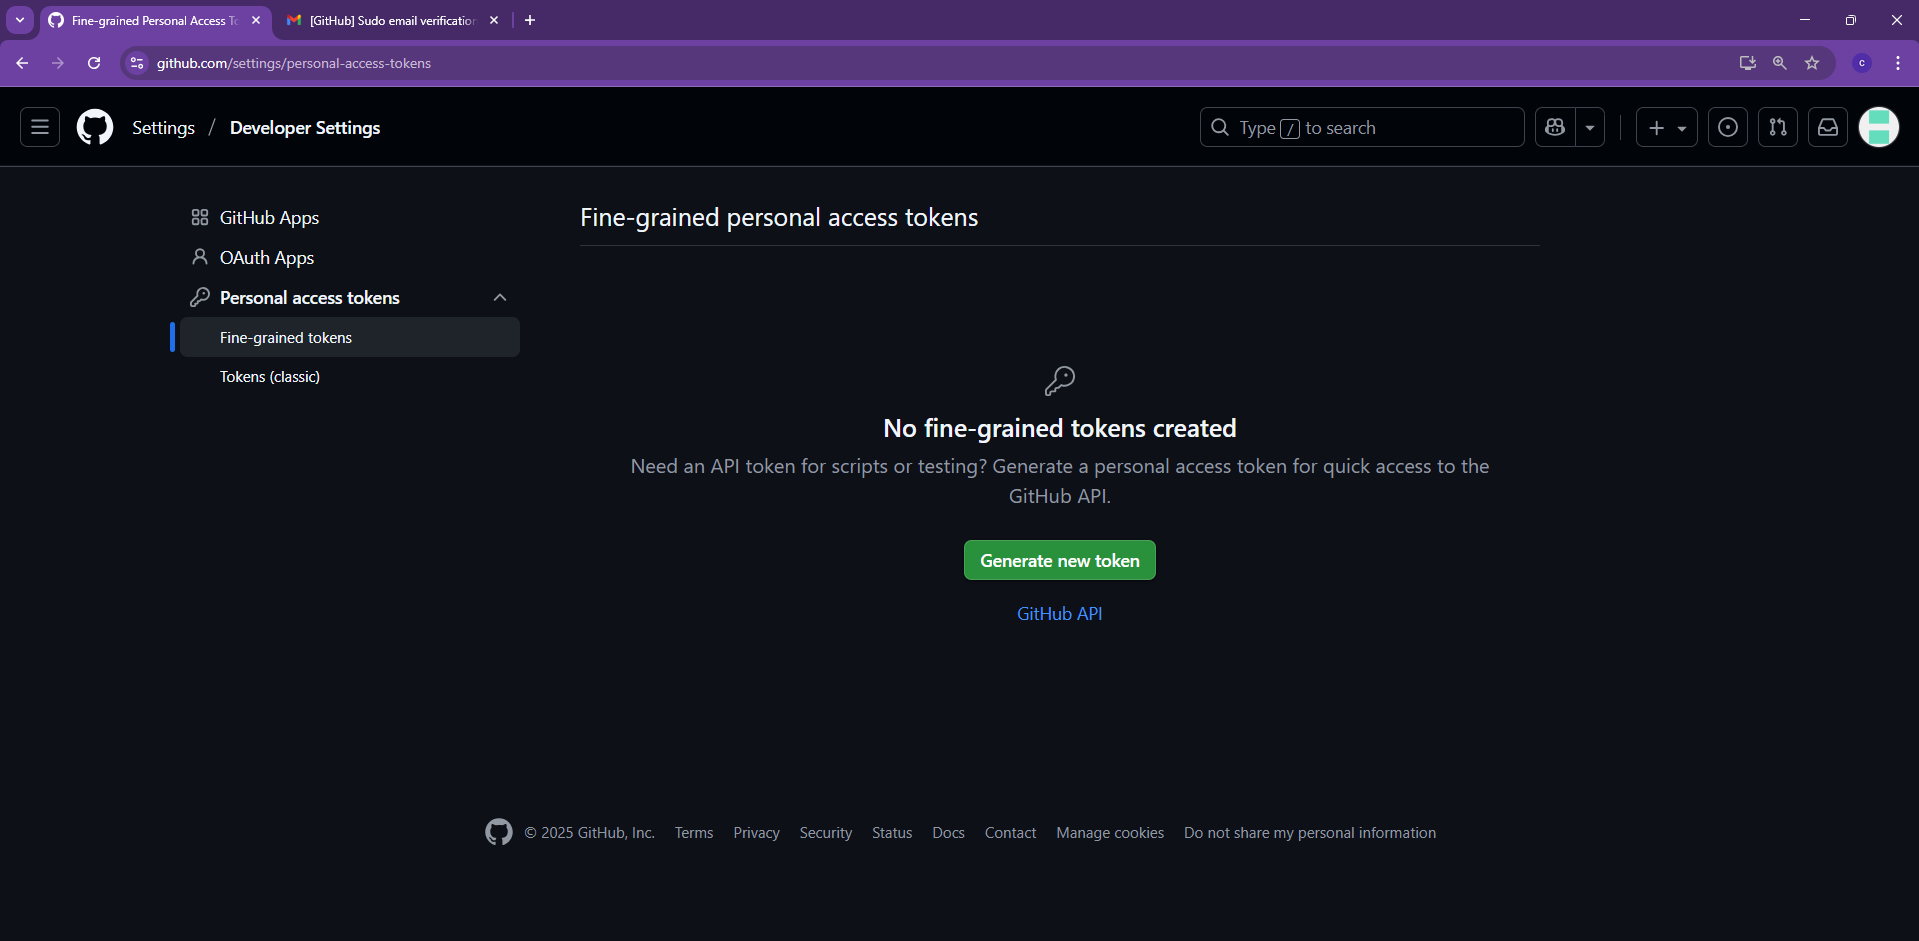 Fine-grained Personal Access To
[GitHub] Sudo email verification
github.com/settings/personal-access-tokens
c
Settings / Developer Settings
Type / to search
GitHub Apps
OAuth Apps
Personal access tokens
Fine-grained tokens
Tokens (classic)
Fine-grained personal access tokens
No fine-grained tokens created
Need an API token for scripts or testing? Generate a personal access token for quick access to the
GitHub API.
Generate new token
GitHub API
© 2025 GitHub, Inc. Terms Privacy Security Status Docs Contact Manage cookies Do not share my personal information